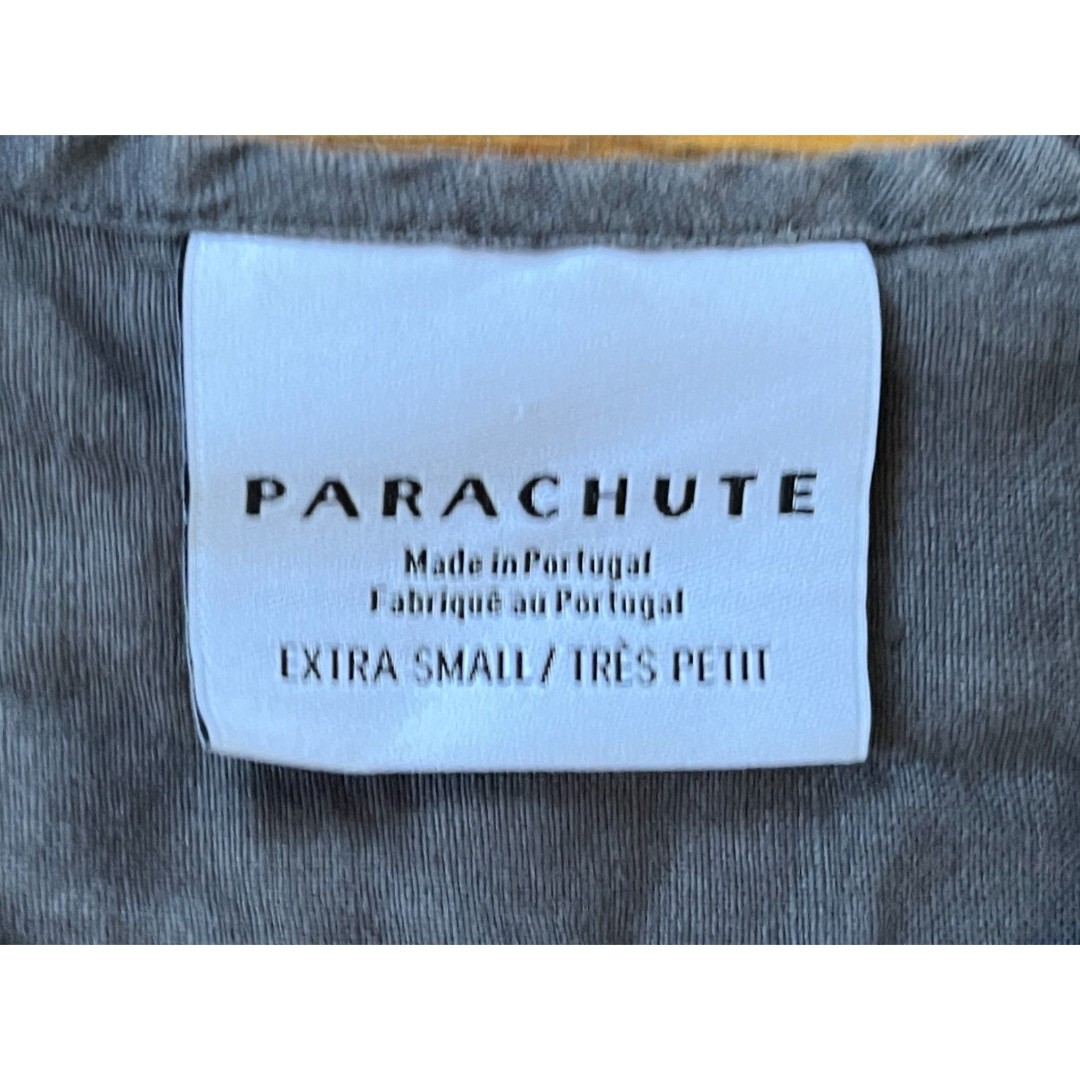 PARACHUTE
Made in Portugal
Fabriqué au Portugal
EXTRA SMALL/ TRÈS PETIT